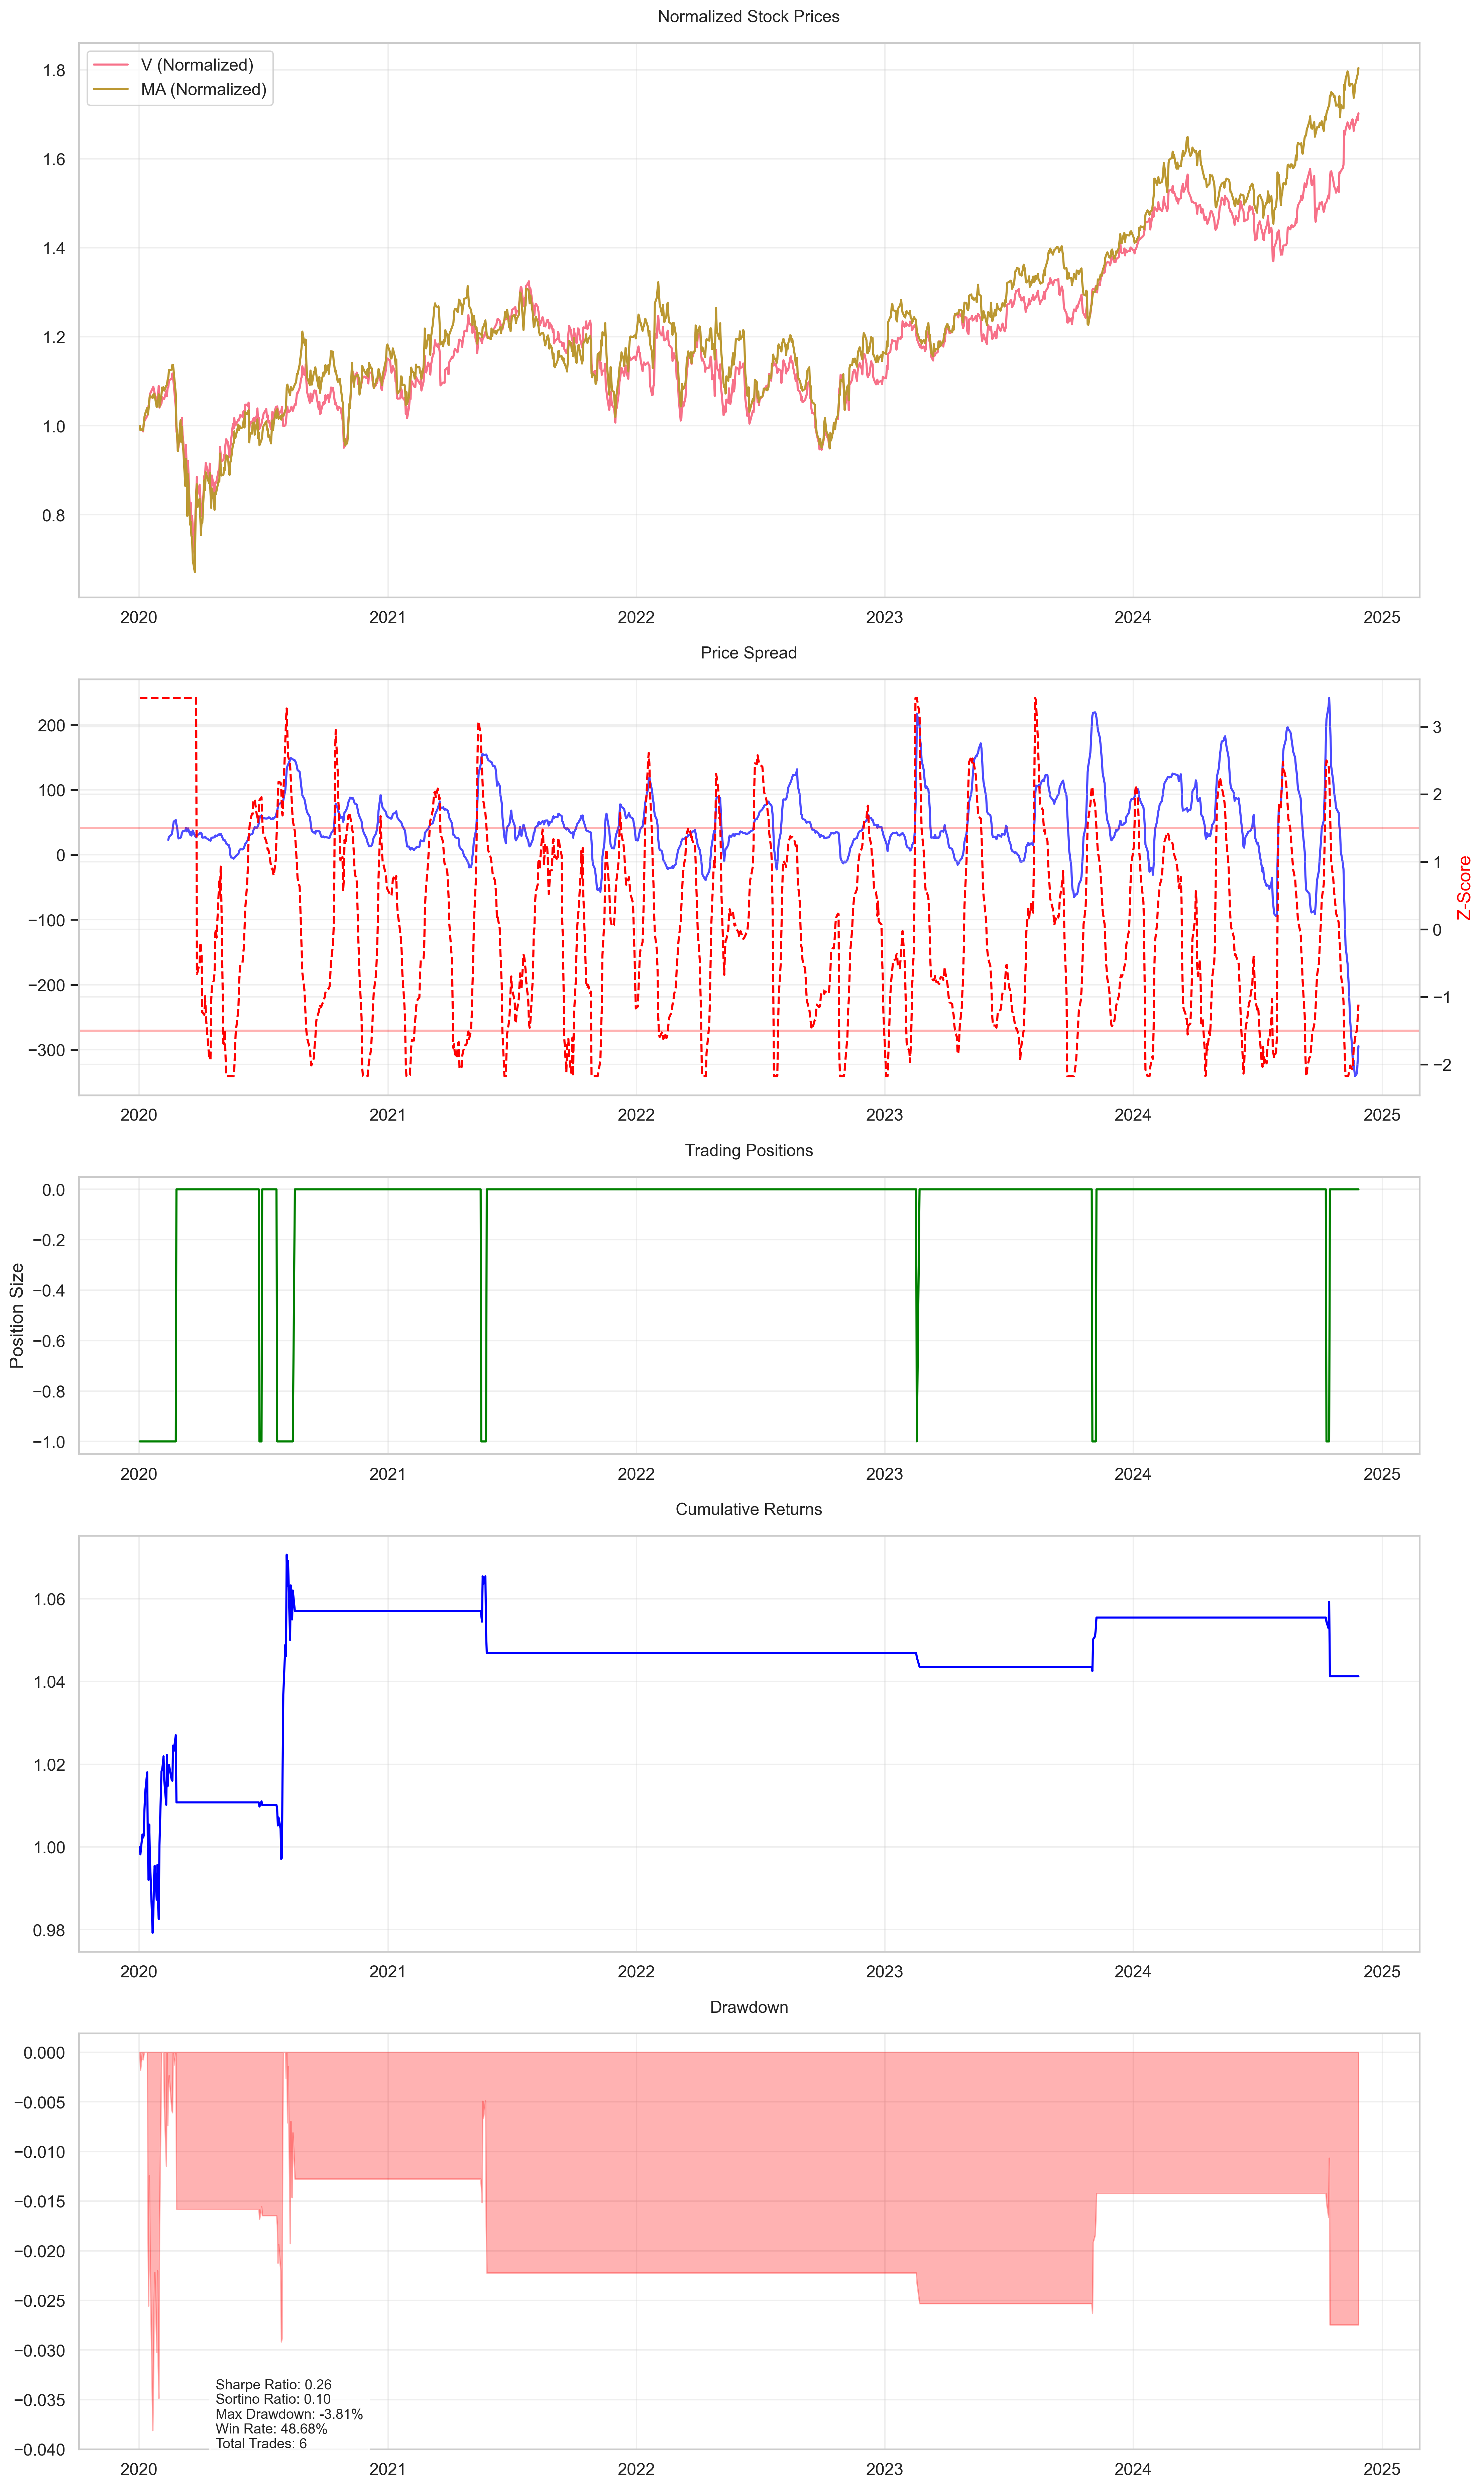 Normalized Stock Prices
V (Normalized)
MA (Normalized)
1.8
1.6
1.4
1.2
1.0
0.8
2020 2021 2022 2023 2024 2025
Price Spread
200
100
0
−100
−200
−300
3
2
1
0
−1
−2
Z-Score
2020 2021 2022 2023 2024 2025
Trading Positions
Position Size
0.0
−0.2
−0.4
−0.6
−0.8
−1.0
2020 2021 2022 2023 2024 2025
Cumulative Returns
1.06
1.04
1.02
1.00
0.98
2020 2021 2022 2023 2024 2025
Drawdown
0.000
−0.005
−0.010
−0.015
−0.020
−0.025
−0.030
−0.035
−0.040
Sharpe Ratio: 0.26
Sortino Ratio: 0.10
Max Drawdown: -3.81%
Win Rate: 48.68%
Total Trades: 6
2020 2021 2022 2023 2024 2025